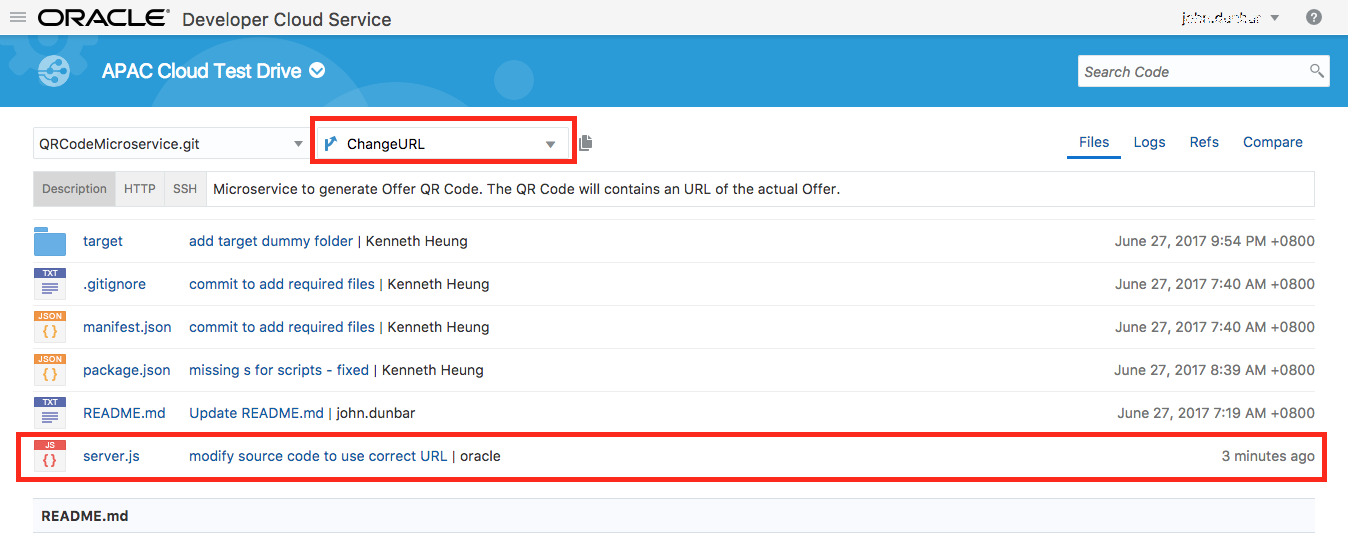 ORACLE® Developer Cloud Service john.dunbar ?
APAC Cloud Test Drive
Search Code
QRCodeMicroservice.git ChangeURL Files Logs Refs Compare
Description HTTP SSH Microservice to generate Offer QR Code. The QR Code will contains an URL of the actual Offer.
target add target dummy folder | Kenneth Heung June 27, 2017 9:54 PM +0800
TXT
.gitignore commit to add required files | Kenneth Heung June 27, 2017 7:40 AM +0800
JSON
{ }
manifest.json commit to add required files | Kenneth Heung June 27, 2017 7:40 AM +0800
JSON
{ }
package.json missing s for scripts - fixed | Kenneth Heung June 27, 2017 8:39 AM +0800
TXT
README.md Update README.md | john.dunbar June 27, 2017 7:19 AM +0800
JS
{ }
server.js modify source code to use correct URL | oracle 3 minutes ago
README.md